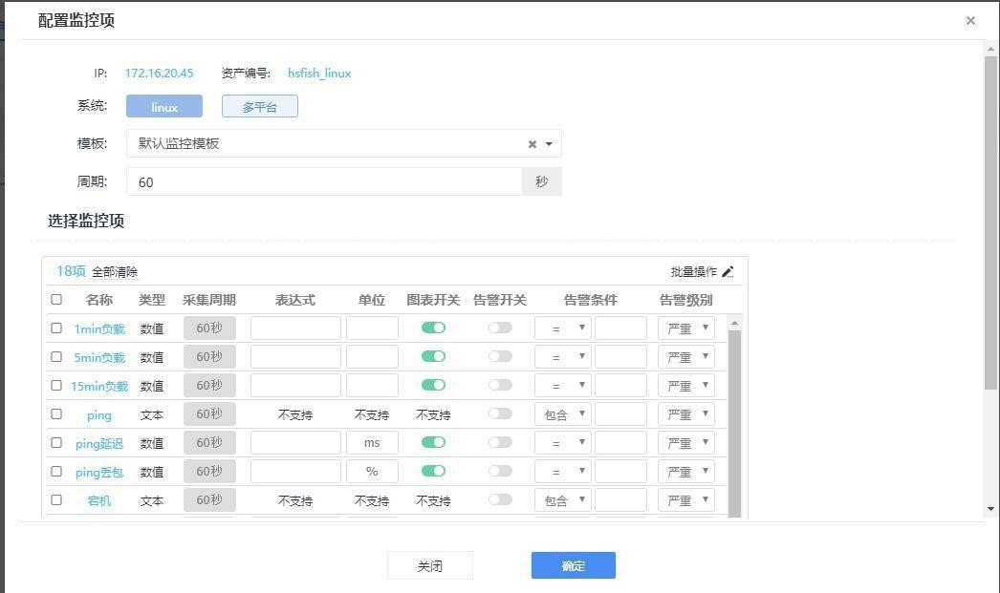 配置监控项
IP: 172.16.20.45 资产编号: hsfish_linux
系统: linux 多平台
模板: 默认监控模板
周期: 60 秒
选择监控项
18项 全部清除 批量操作
名称 类型 采集周期 表达式 单位 图表开关 告警开关 告警条件 告警级别
1min负载 数值 60秒 = 严重
5min负载 数值 60秒 = 严重
15min负载 数值 60秒 = 严重
ping 文本 60秒 不支持 不支持 不支持 包含 严重
ping延迟 数值 60秒 ms = 严重
ping丢包 数值 60秒 % = 严重
宕机 文本 60秒 不支持 不支持 不支持 包含 严重
关闭 确定